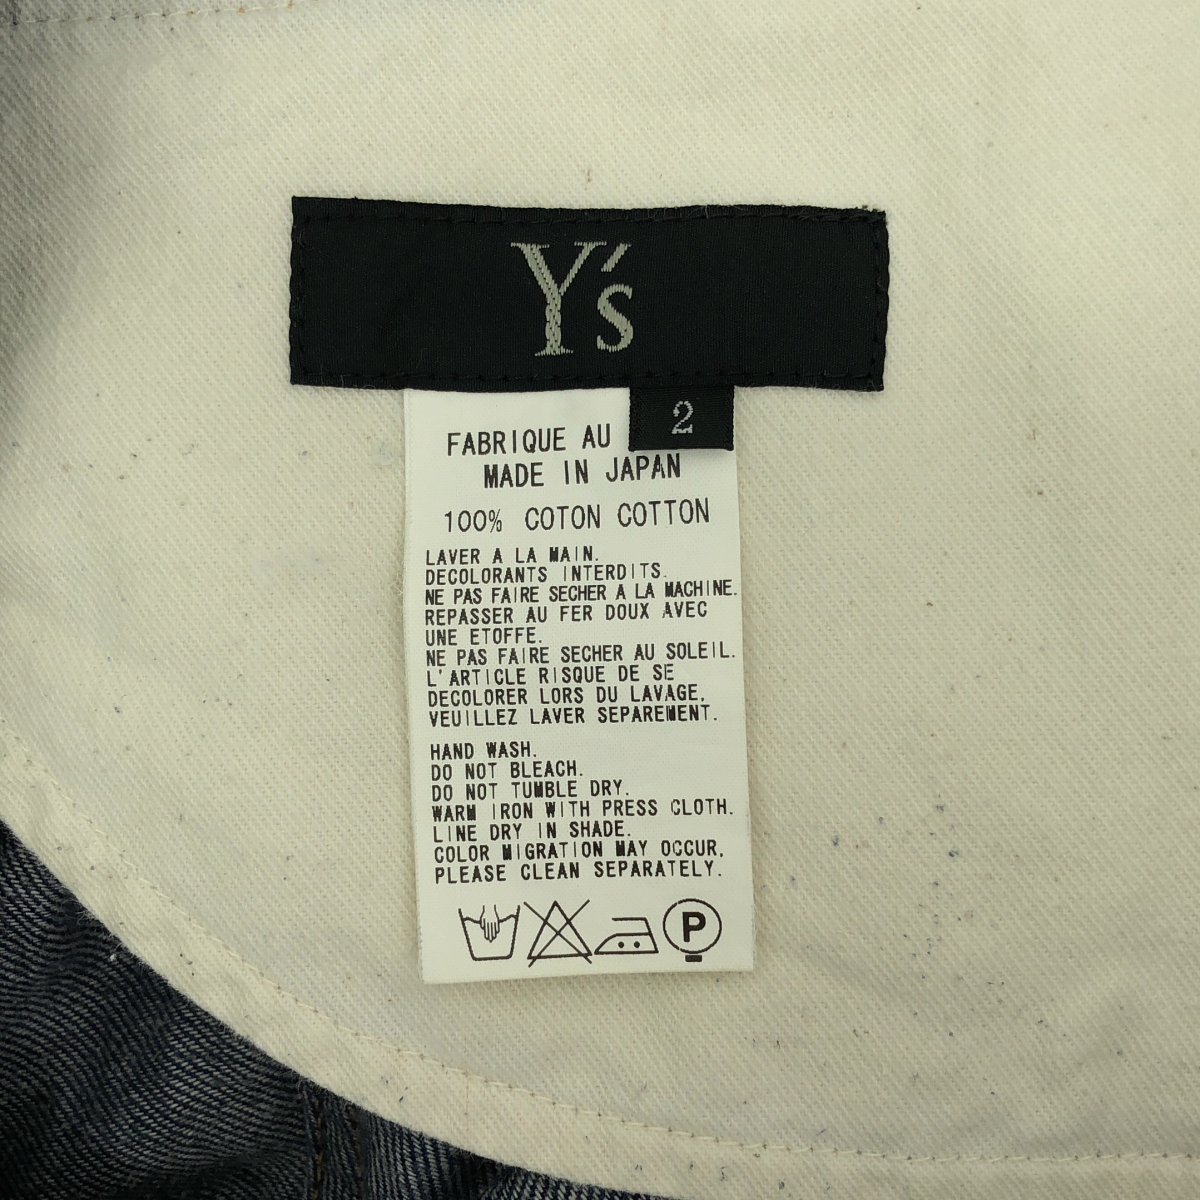 Y's
2
FABRIQUE AU
MADE IN JAPAN
100% COTON COTTON
LAVER A LA MAIN.
DECOLORANTS INTERDITS.
NE PAS FAIRE SECHER A LA MACHINE.
REPASSER AU FER DOUX AVEC
UNE ETOFFE.
NE PAS FAIRE SECHER AU SOLEIL.
L'ARTICLE RISQUE DE SE
DECOLORER LORS DU LAVAGE,
VEUILLEZ LAVER SEPAREMENT.
HAND WASH.
DO NOT BLEACH.
DO NOT TUMBLE DRY.
WARM IRON WITH PRESS CLOTH.
LINE DRY IN SHADE.
COLOR MIGRATION MAY OCCUR,
PLEASE CLEAN SEPARATELY.
P